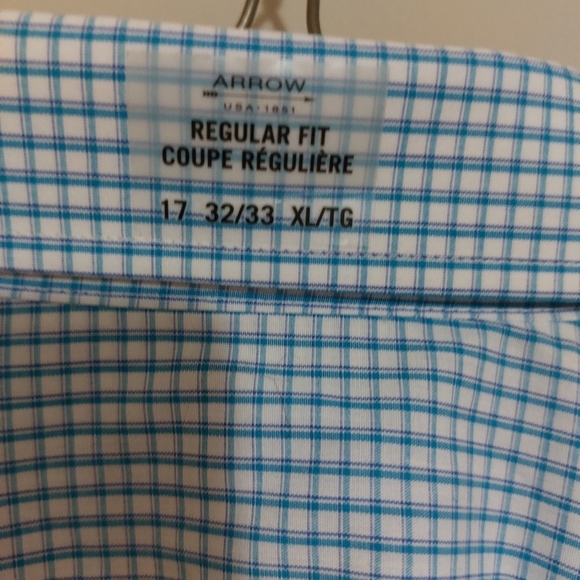 ARROW
USA·1851
REGULAR FIT
COUPE RÉGULIÈRE
17 32/33 XL/TG